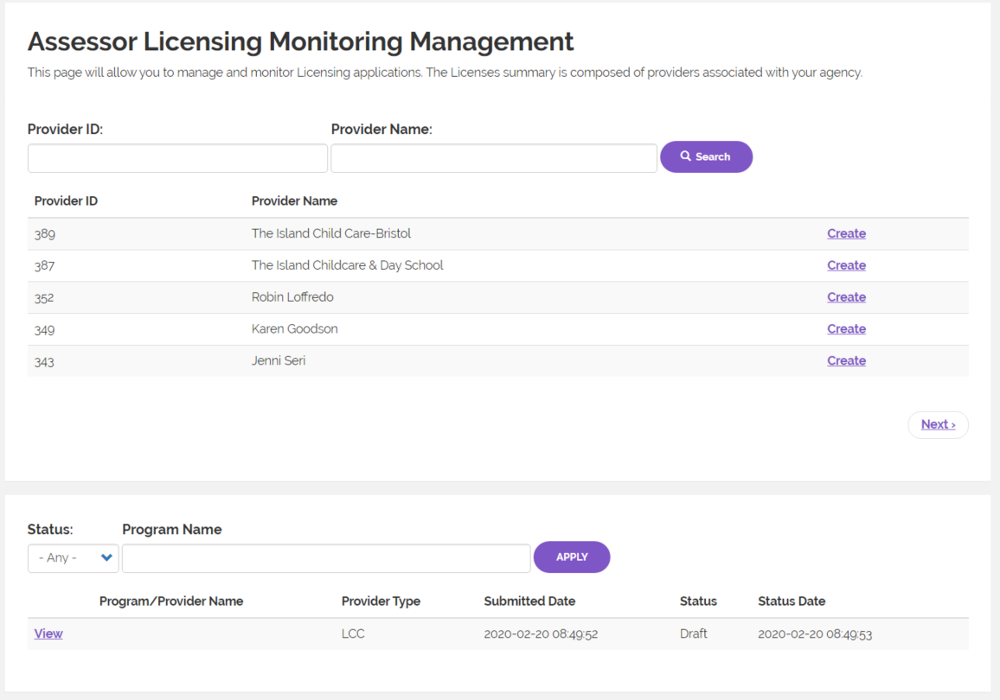 Assessor Licensing Monitoring Management
This page will allow you to manage and monitor Licensing applications. The Licenses summary is composed of providers associated with your agency.
Provider ID: Provider Name:
Search
Provider ID Provider Name
389 The Island Child Care-Bristol Create
387 The Island Childcare & Day School Create
352 Robin Loffredo Create
349 Karen Goodson Create
343 Jenni Seri Create
Next ›
Status: Program Name
- Any - APPLY
Program/Provider Name Provider Type Submitted Date Status Status Date
View LCC 2020-02-20 08:49:52 Draft 2020-02-20 08:49:53